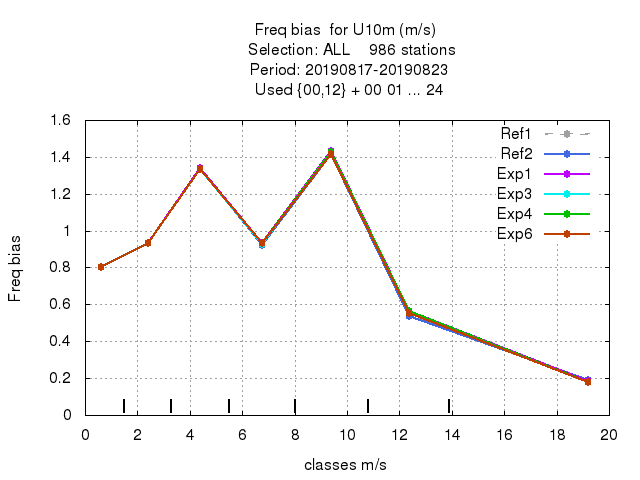 Freq bias  for U10m (m/s)
Selection: ALL    986 stations
Period: 20190817-20190823
Used {00,12} + 00 01 ... 24
Ref1
Ref2
Exp1
Exp3
Exp4
Exp6
Freq bias
1.6
1.4
1.2
1
0.8
0.6
0.4
0.2
0
0 2 4 6 8 10 12 14 16 18 20
classes m/s